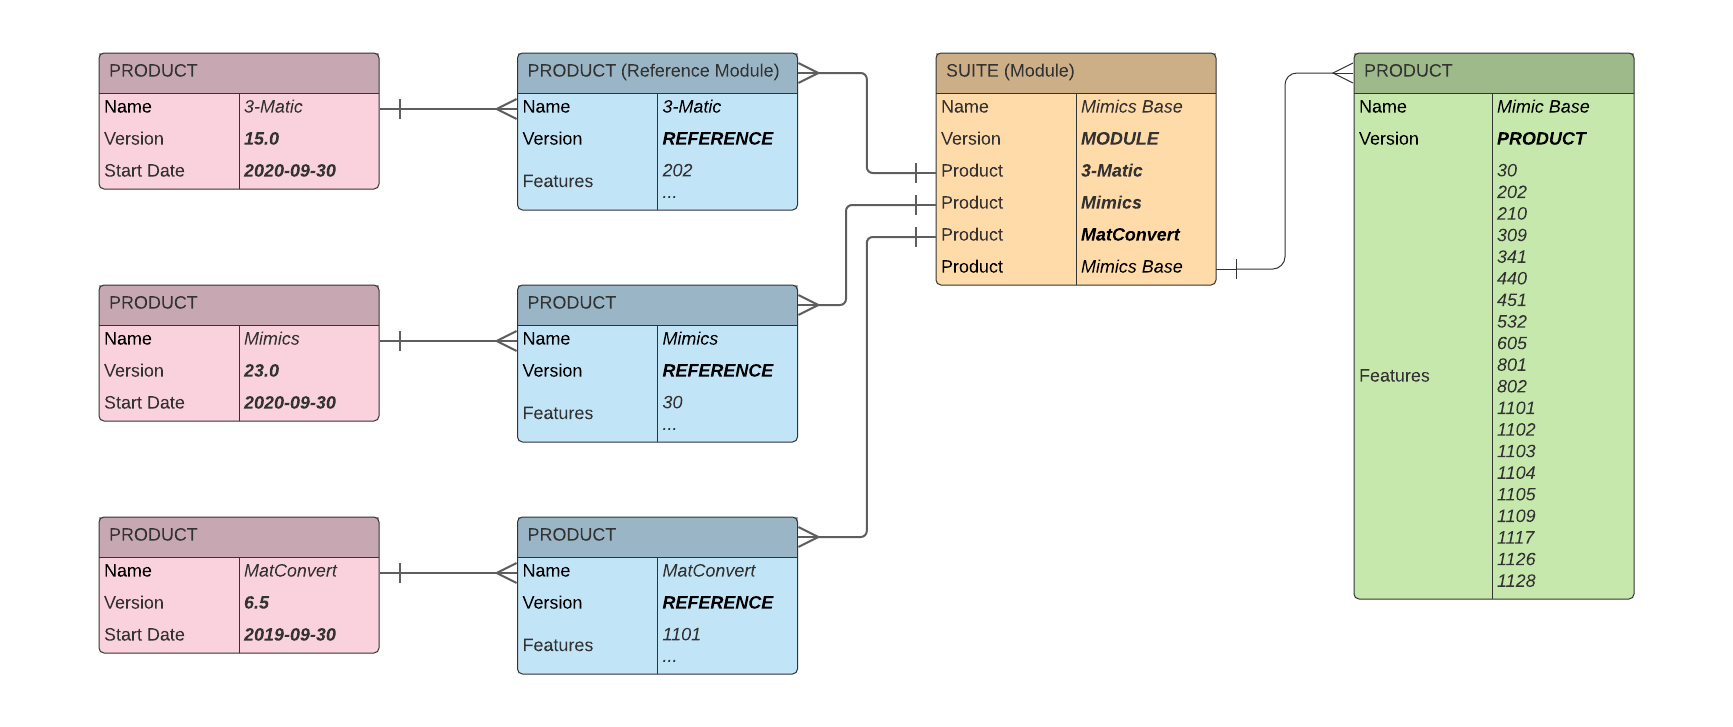 PRODUCT
Name 3-Matic
Version 15.0
Start Date 2020-09-30
PRODUCT (Reference Module)
Name 3-Matic
Version REFERENCE
Features 202
...
SUITE (Module)
Name Mimics Base
Version MODULE
Product 3-Matic
Product Mimics
Product MatConvert
Product Mimics Base
PRODUCT
Name Mimic Base
Version PRODUCT
Features
30
202
210
309
341
440
451
532
605
801
802
1101
1102
1103
1104
1105
1109
1117
1126
1128
PRODUCT
Name Mimics
Version 23.0
Start Date 2020-09-30
PRODUCT
Name Mimics
Version REFERENCE
Features 30
...
PRODUCT
Name MatConvert
Version 6.5
Start Date 2019-09-30
PRODUCT
Name MatConvert
Version REFERENCE
Features 1101
...